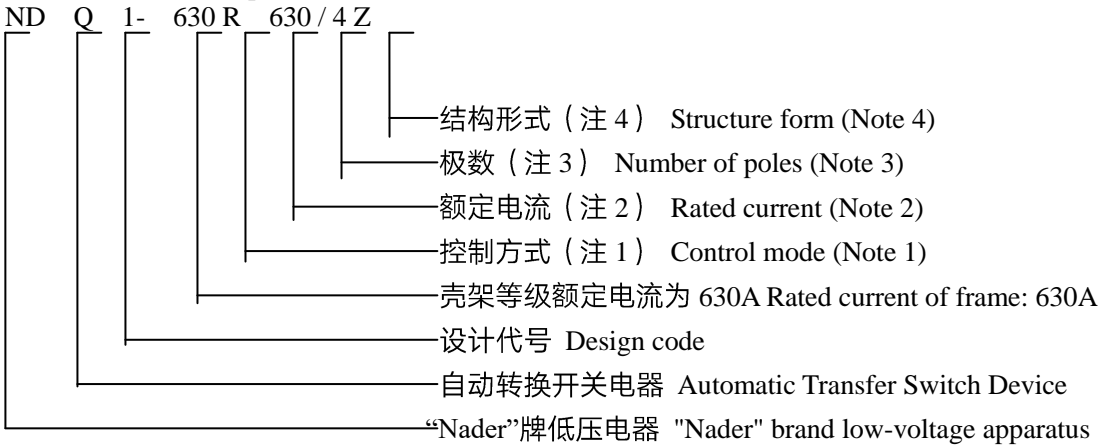 ND Q 1- 630 R 630 / 4 Z
结构形式（注 4） Structure form (Note 4)
极数（注 3） Number of poles (Note 3)
额定电流（注 2） Rated current (Note 2)
控制方式（注 1） Control mode (Note 1)
壳架等级额定电流为 630A Rated current of frame: 630A
设计代号 Design code
自动转换开关电器 Automatic Transfer Switch Device
“Nader”牌低压电器 "Nader" brand low-voltage apparatus